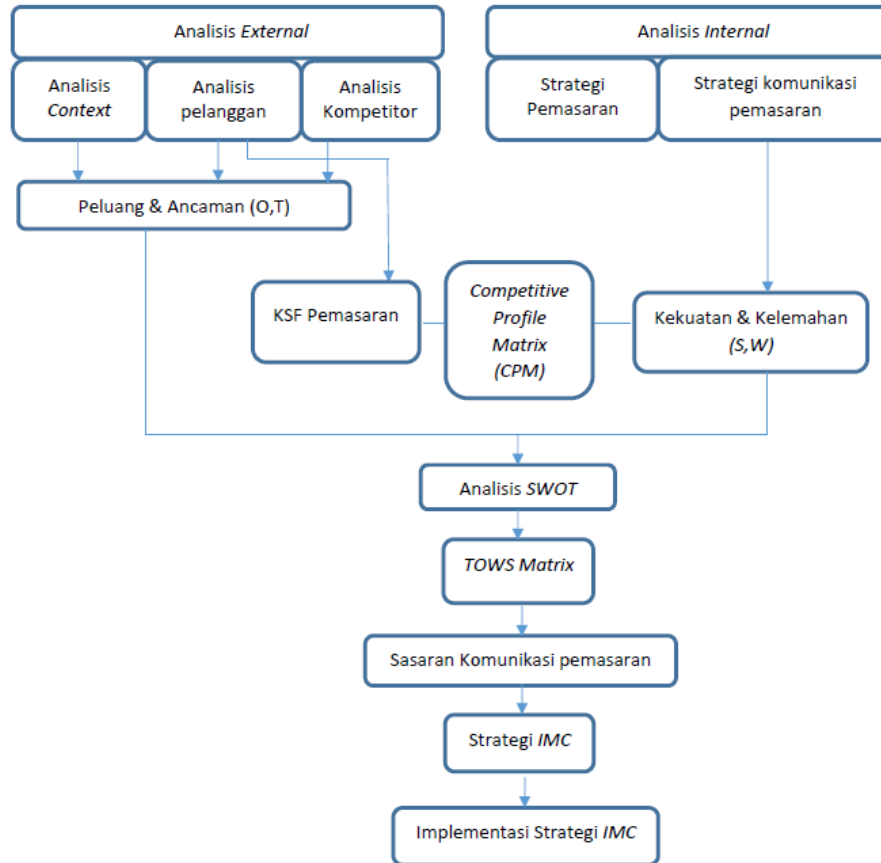 Analisis External
Analisis Internal
Analisis
Context
Analisis
pelanggan
Analisis
Kompetitor
Strategi
Pemasaran
Strategi komunikasi
pemasaran
Peluang & Ancaman (O,T)
KSF Pemasaran
Competitive
Profile
Matrix
(CPM)
Kekuatan & Kelemahan
(S,W)
Analisis SWOT
TOWS Matrix
Sasaran Komunikasi pemasaran
Strategi IMC
Implementasi Strategi IMC